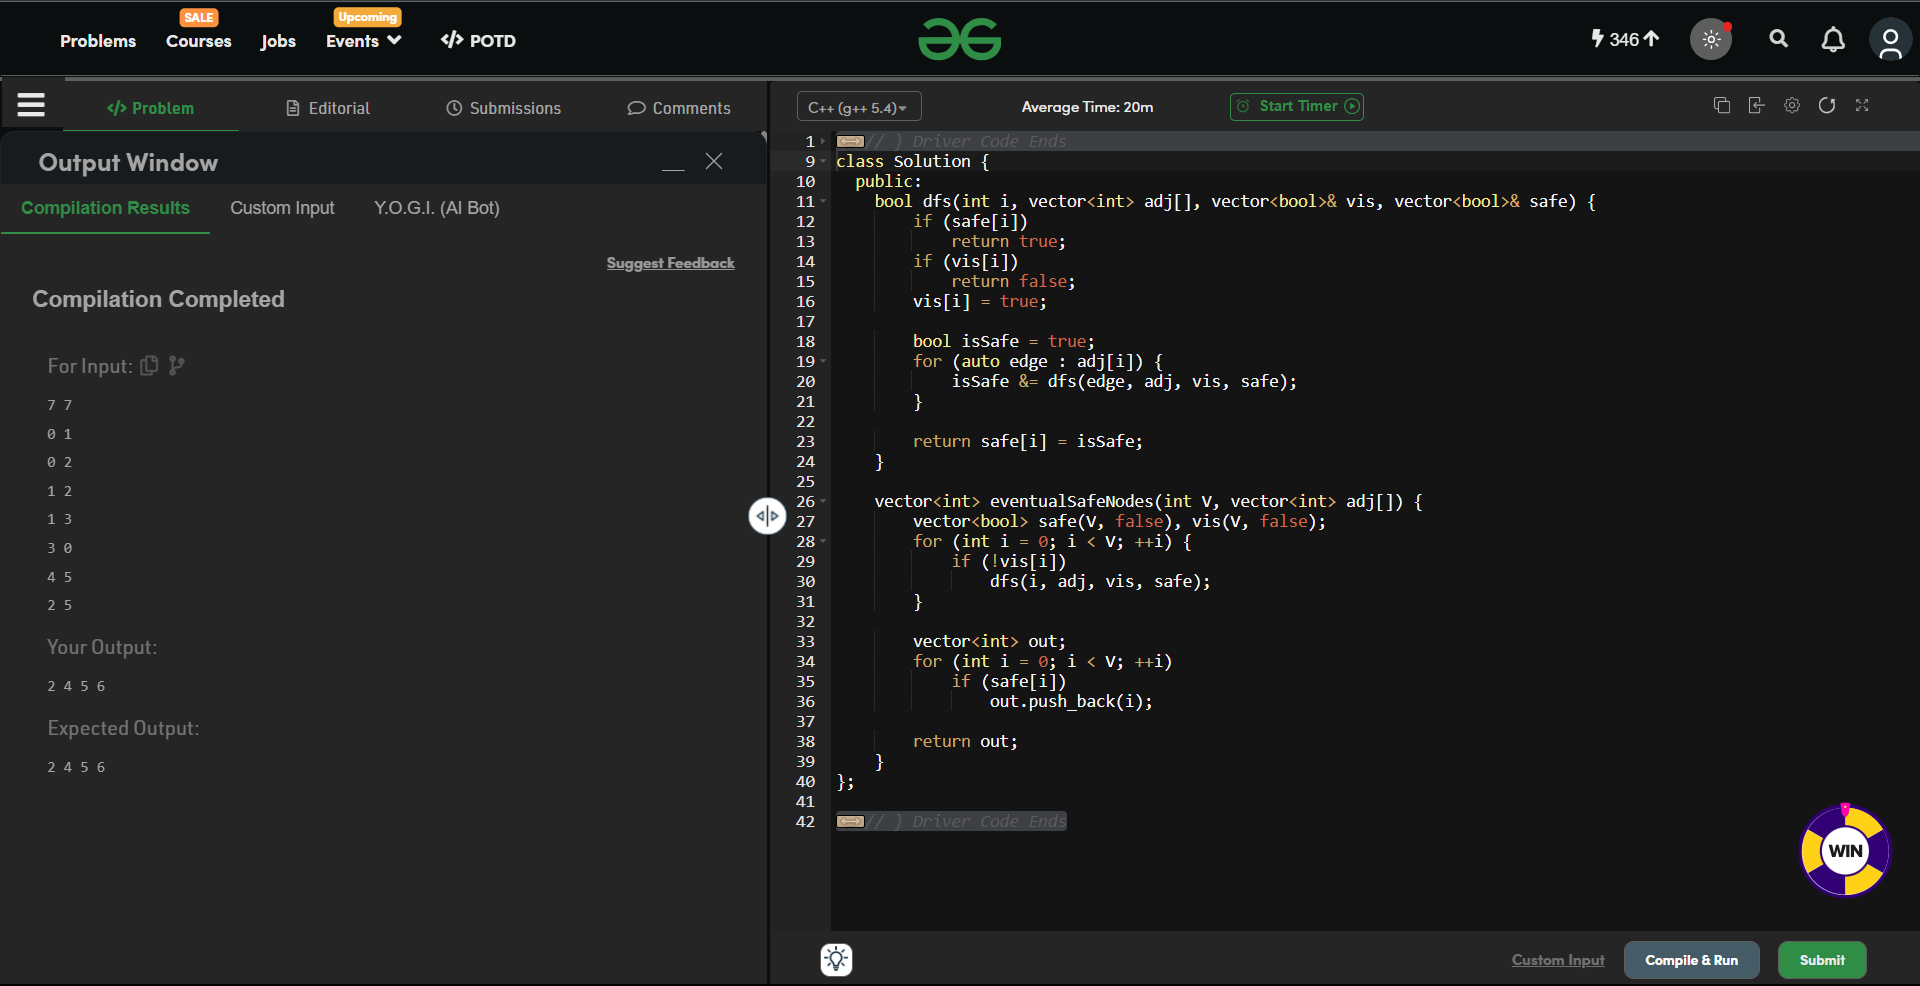 SALE
Upcoming
Problems Courses Jobs Events </> POTD
346
</> Problem Editorial Submissions Comments
Output Window
Compilation Results Custom Input Y.O.G.I. (AI Bot)
Suggest Feedback
Compilation Completed
For Input:
7 7
0 1
0 2
1 2
1 3
3 0
4 5
2 5
Your Output:
2 4 5 6
Expected Output:
2 4 5 6
C++ (g++ 5.4)
Average Time: 20m
Start Timer
1 // } Driver Code Ends
9 class Solution {
10 public:
11 bool dfs(int i, vector<int> adj[], vector<bool>& vis, vector<bool>& safe) {
12 if (safe[i])
13 return true;
14 if (vis[i])
15 return false;
16 vis[i] = true;
17
18 bool isSafe = true;
19 for (auto edge : adj[i]) {
20 isSafe &= dfs(edge, adj, vis, safe);
21 }
22
23 return safe[i] = isSafe;
24 }
25
26 vector<int> eventualSafeNodes(int V, vector<int> adj[]) {
27 vector<bool> safe(V, false), vis(V, false);
28 for (int i = 0; i < V; ++i) {
29 if (!vis[i])
30 dfs(i, adj, vis, safe);
31 }
32
33 vector<int> out;
34 for (int i = 0; i < V; ++i)
35 if (safe[i])
36 out.push_back(i);
37
38 return out;
39 }
40 };
41
42 // } Driver Code Ends
WIN
Custom Input Compile & Run Submit